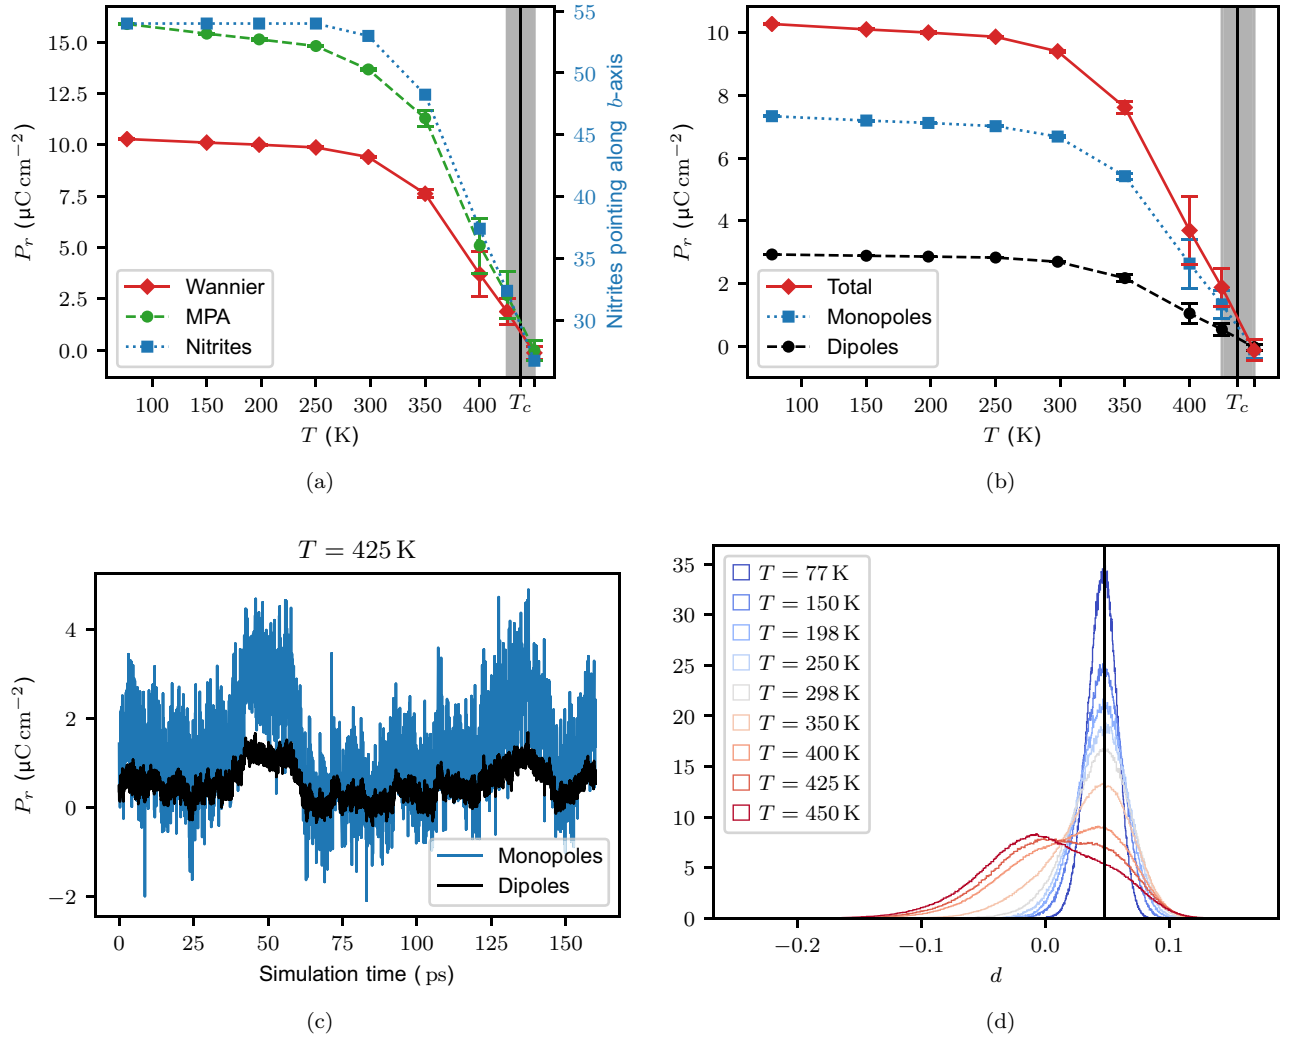 15.0
12.5
10.0
7.5
5.0
2.5
0.0
P_r (µC cm⁻²)
55
50
45
40
35
30
Nitrites pointing along b-axis
Wannier
MPA
Nitrites
100 150 200 250 300 350 400 T_c
T (K)
(a)
10
8
6
4
2
0
P_r (µC cm⁻²)
Total
Monopoles
Dipoles
100 150 200 250 300 350 400 T_c
T (K)
(b)
T = 425 K
4
2
0
−2
P_r (µC cm⁻²)
Monopoles
Dipoles
0 25 50 75 100 125 150
Simulation time (ps)
(c)
35
30
25
20
15
10
5
0
T = 77 K
T = 150 K
T = 198 K
T = 250 K
T = 298 K
T = 350 K
T = 400 K
T = 425 K
T = 450 K
−0.2 −0.1 0.0 0.1
d
(d)